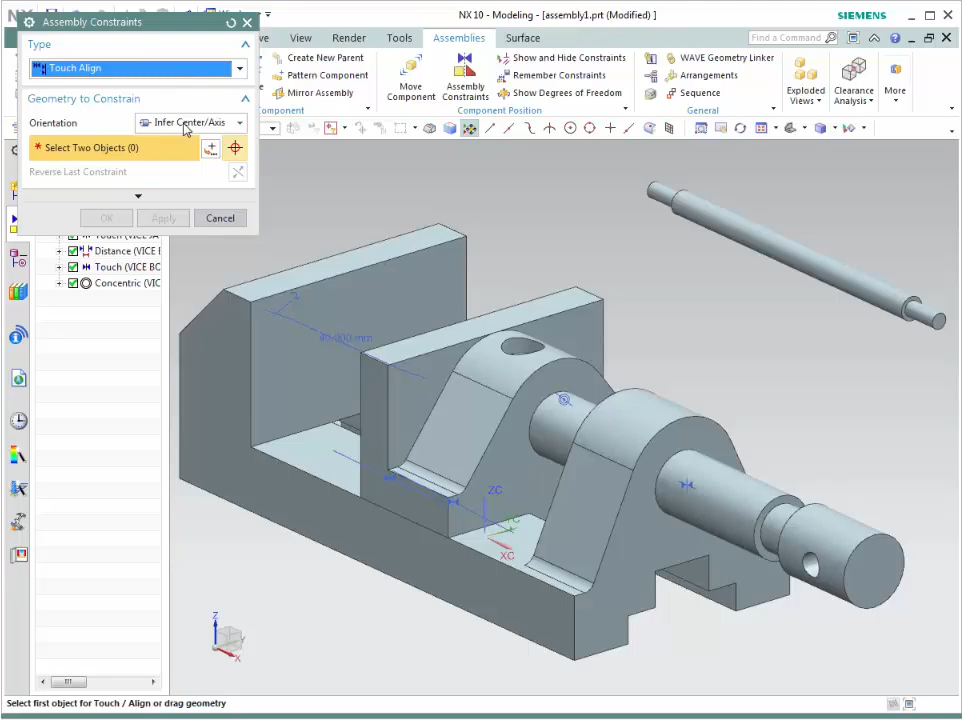 NX
Assembly Constraints
NX 10 - Modeling - [assembly1.prt (Modified) ]
SIEMENS
View
Render
Tools
Assemblies
Surface
Find a Command
Type
Touch Align
Geometry to Constrain
Orientation
Infer Center/Axis
* Select Two Objects (0)
Reverse Last Constraint
OK
Apply
Cancel
Create New Parent
Pattern Component
Mirror Assembly
Move
Component
Assembly
Constraints
Show and Hide Constraints
Remember Constraints
Show Degrees of Freedom
Component Position
WAVE Geometry Linker
Arrangements
Sequence
General
Exploded
Views
Clearance
Analysis
More
Distance (VICE
Touch (VICE BC
Concentric (VIC
ZC
YC
XC
Z
X
Select first object for Touch / Align or drag geometry